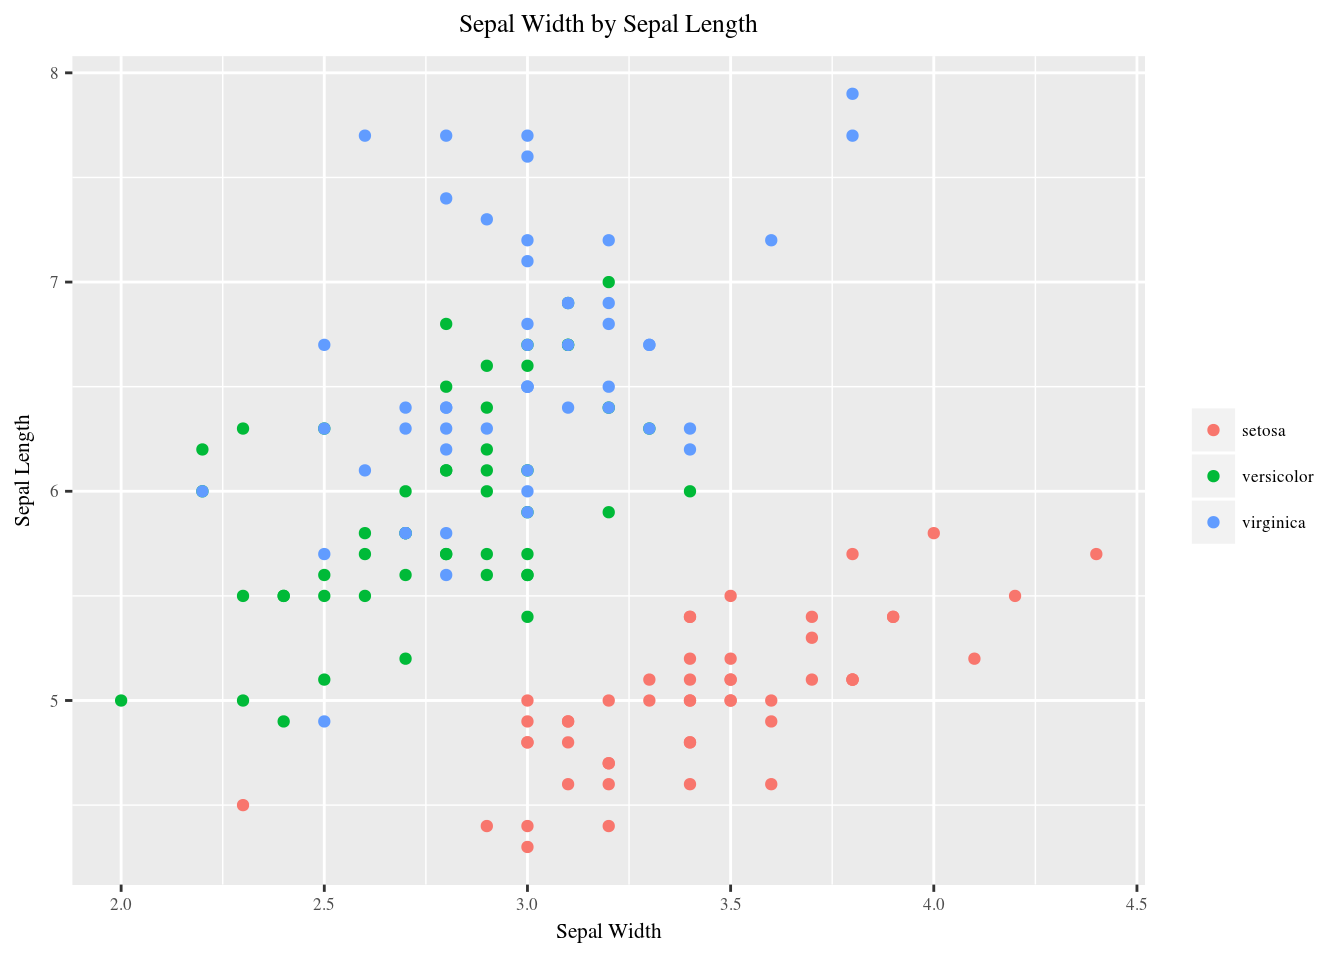 Sepal Width by Sepal Length
8
7
6
5
Sepal Length
2.0 2.5 3.0 3.5 4.0 4.5
Sepal Width
setosa
versicolor
virginica